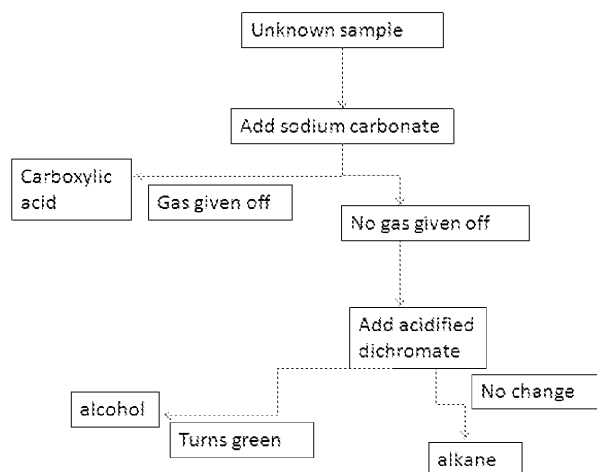 Unknown sample
Add sodium carbonate
Carboxylic
acid
Gas given off
No gas given off
Add acidified
dichromate
No change
alcohol
Turns green
alkane